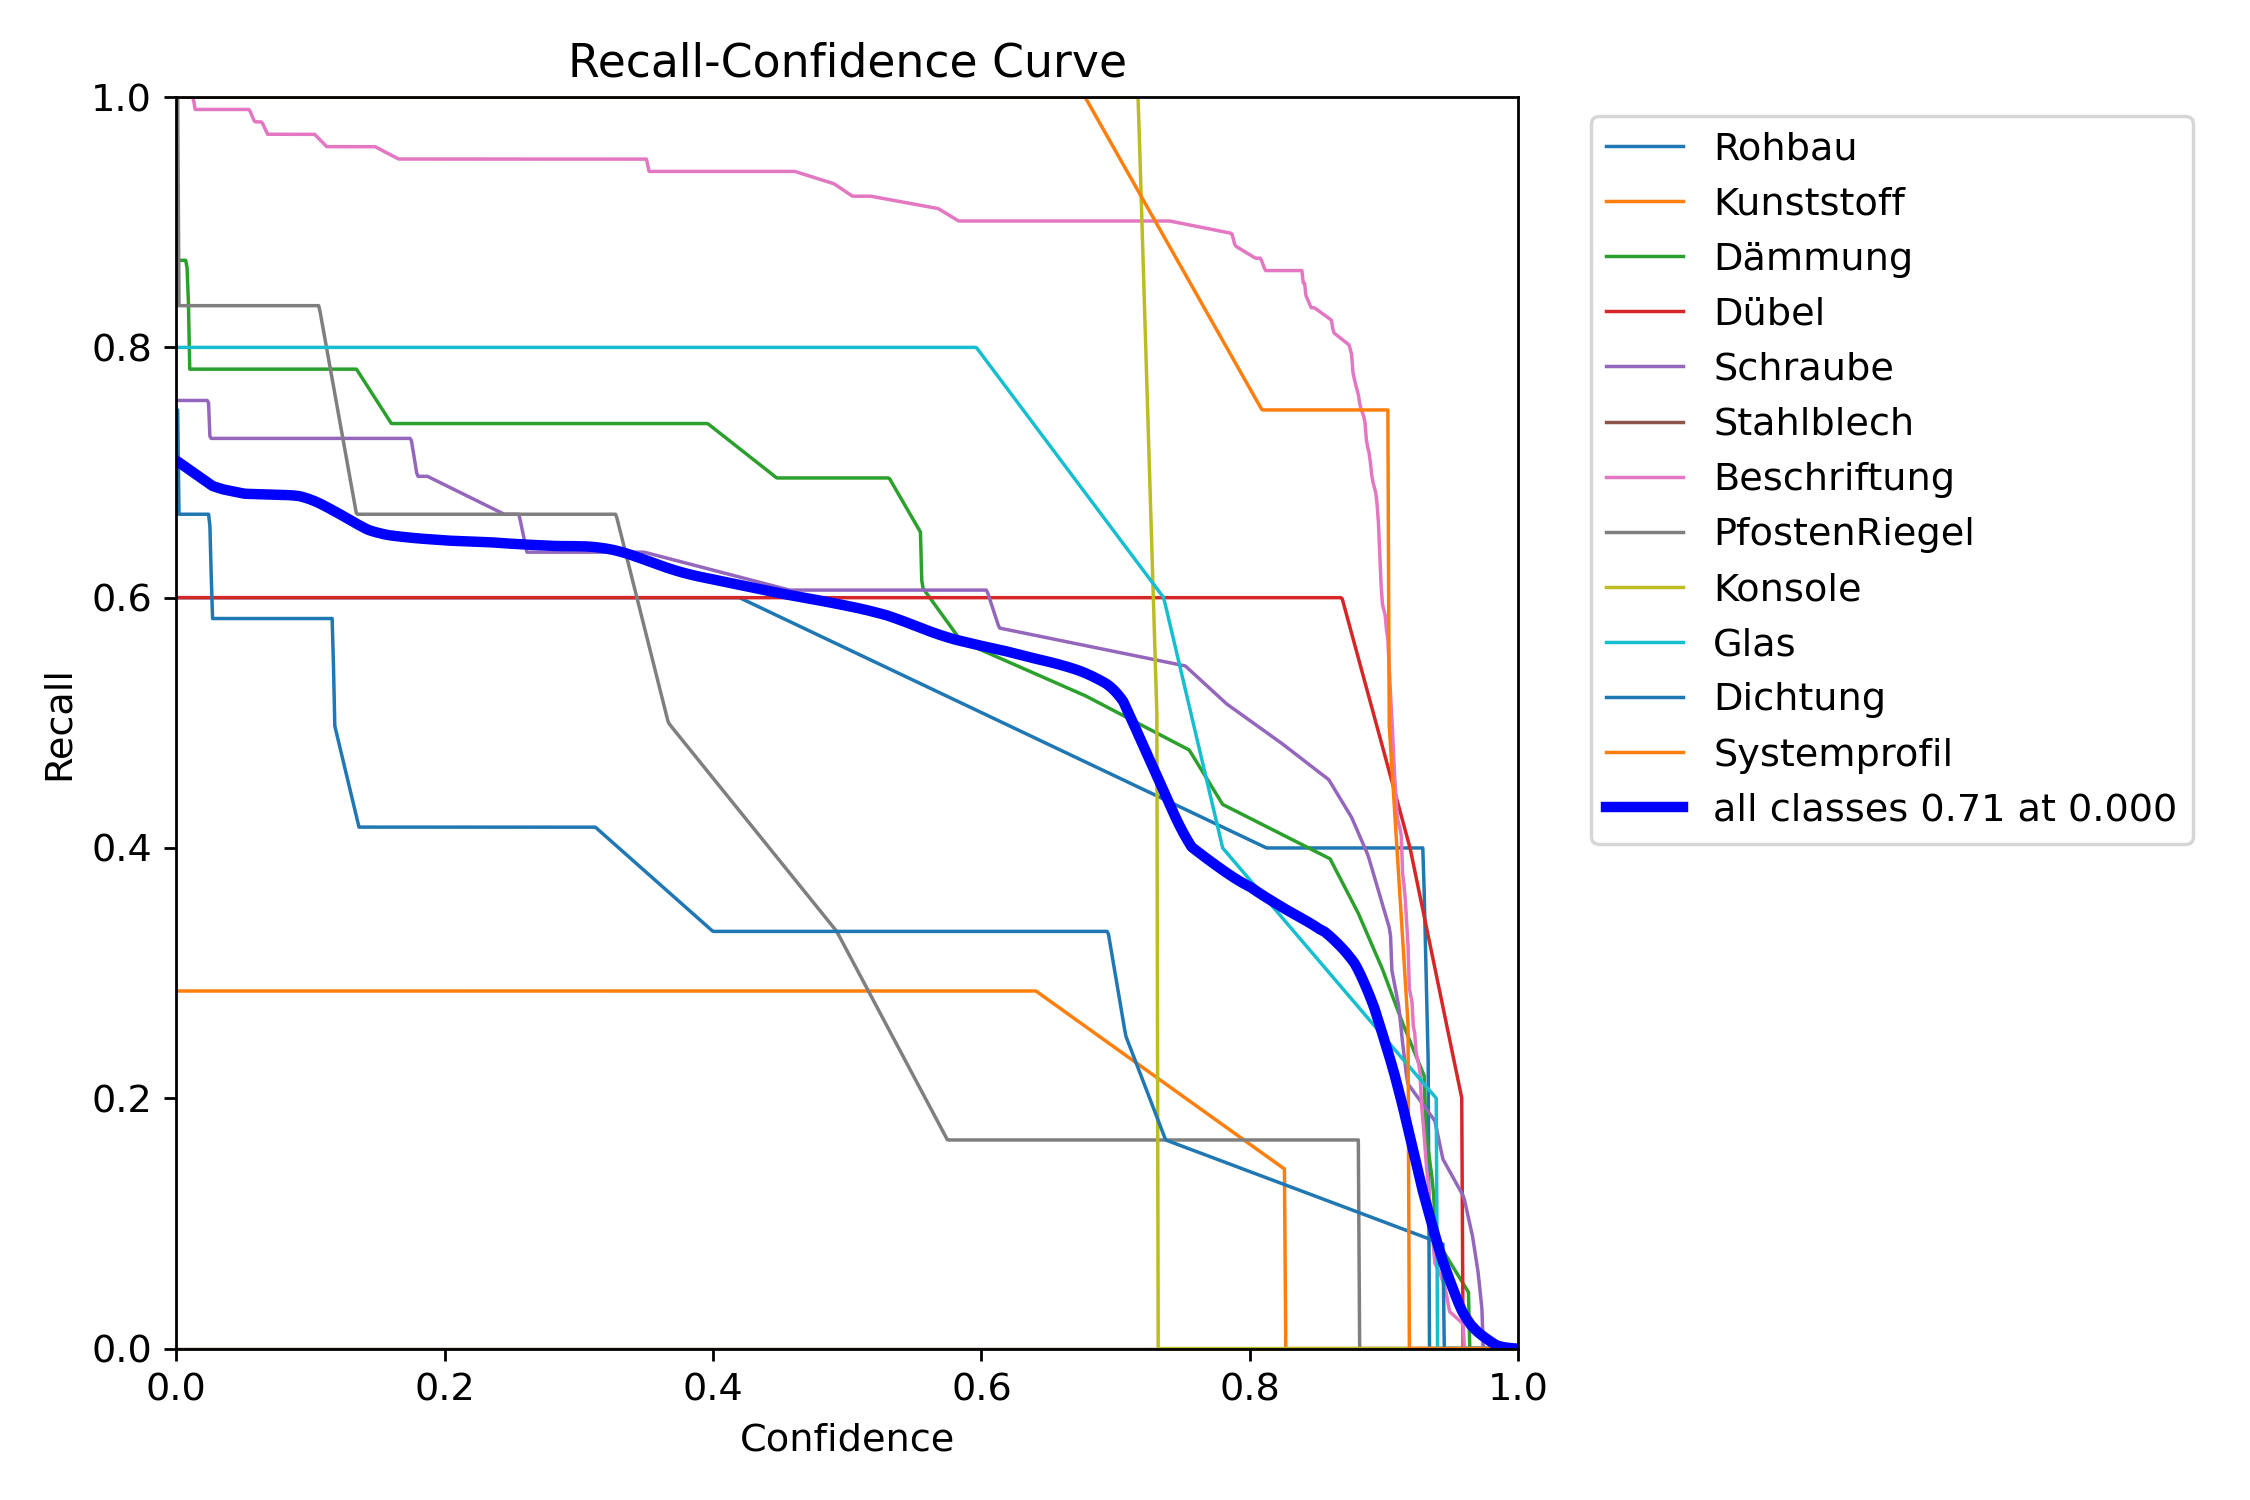 Recall-Confidence Curve
1.0
0.8
0.6
0.4
0.2
0.0
Recall
0.0 0.2 0.4 0.6 0.8 1.0
Confidence
Rohbau
Kunststoff
Dämmung
Dübel
Schraube
Stahlblech
Beschriftung
PfostenRiegel
Konsole
Glas
Dichtung
Systemprofil
all classes 0.71 at 0.000